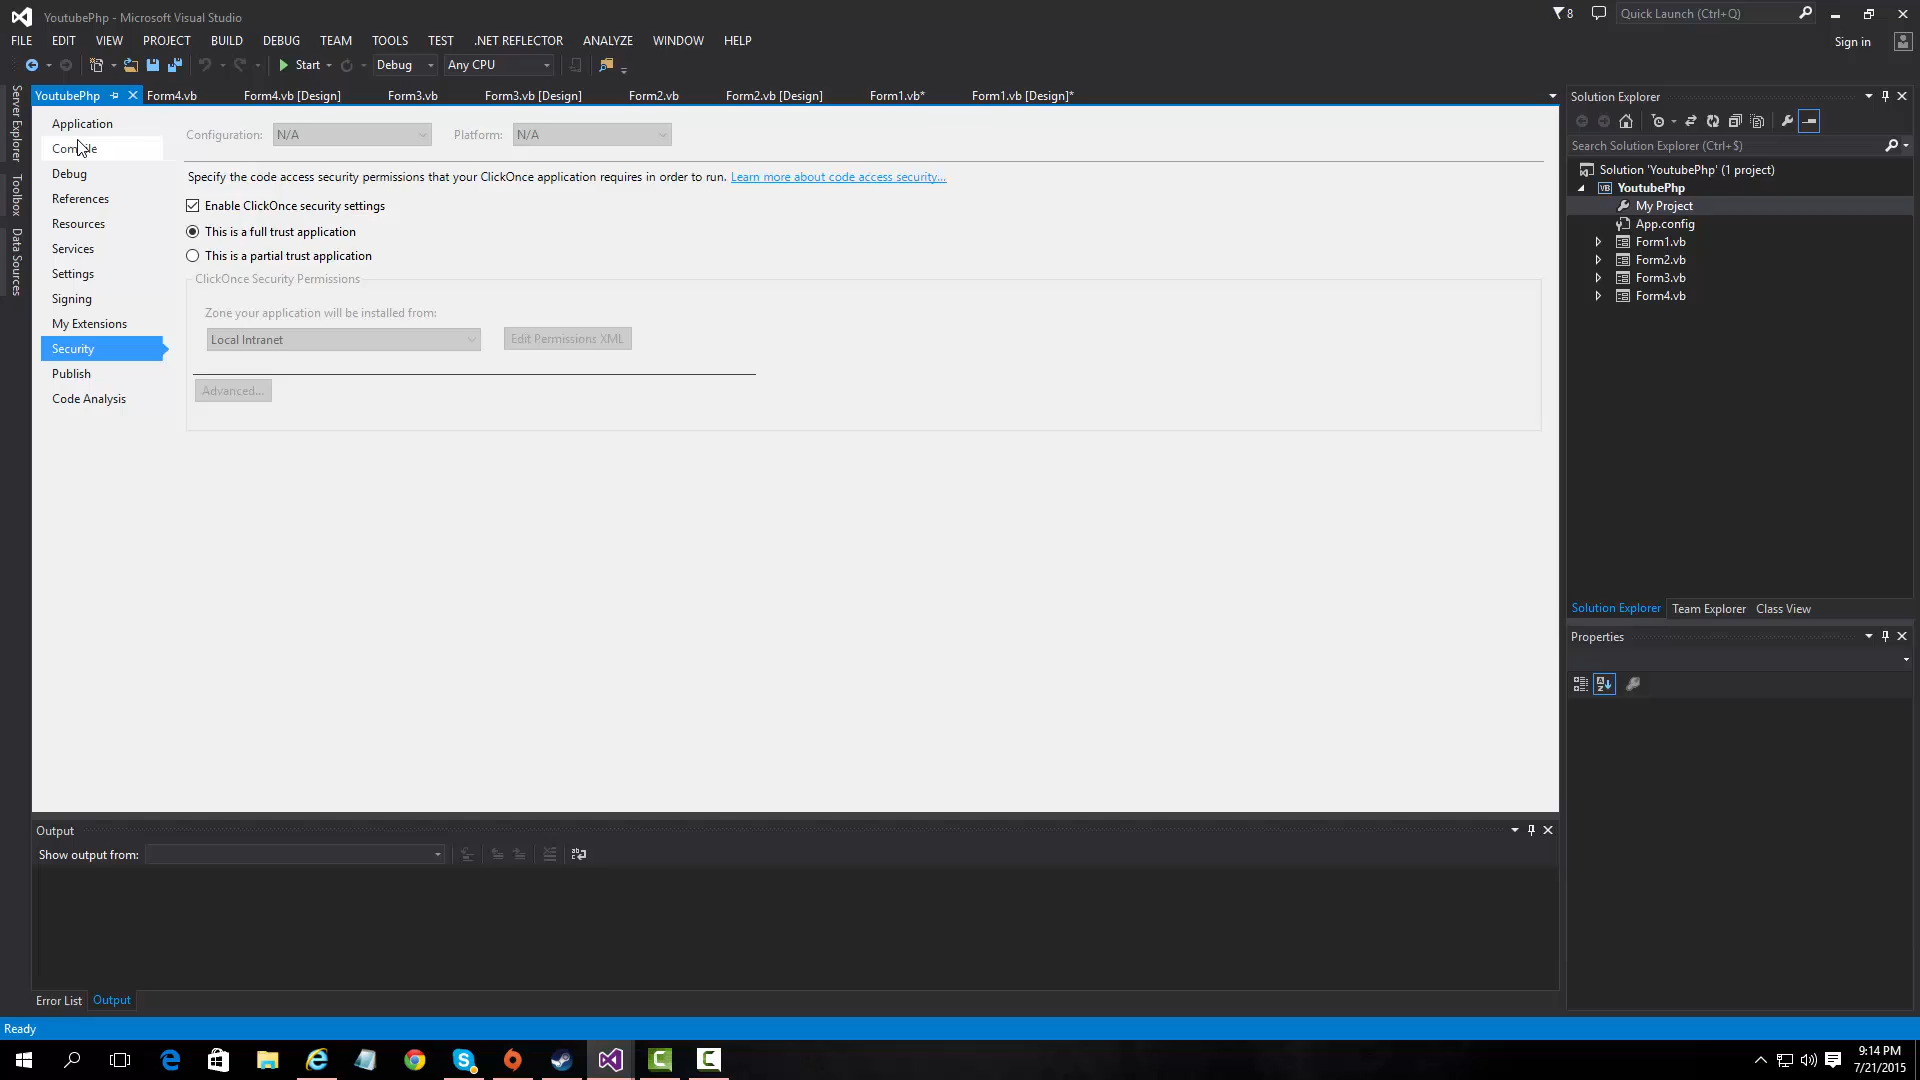 YoutubePhp - Microsoft Visual Studio
8
Quick Launch (Ctrl+Q)
FILE EDIT VIEW PROJECT BUILD DEBUG TEAM TOOLS TEST .NET REFLECTOR ANALYZE WINDOW HELP
Sign in
Start Debug Any CPU
YoutubePhp Form4.vb Form4.vb [Design] Form3.vb Form3.vb [Design] Form2.vb Form2.vb [Design] Form1.vb* Form1.vb [Design]*
Server Explorer
Toolbox
Data Sources
Application
Debug
References
Resources
Services
Settings
Signing
My Extensions
Security
Publish
Code Analysis
Configuration: N/A Platform: N/A
Specify the code access security permissions that your ClickOnce application requires in order to run. Learn more about code access security...
Enable ClickOnce security settings
This is a full trust application
This is a partial trust application
ClickOnce Security Permissions
Zone your application will be installed from:
Local Intranet Edit Permissions XML
Advanced...
Solution Explorer
Search Solution Explorer (Ctrl+$)
Solution 'YoutubePhp' (1 project)
VB YoutubePhp
My Project
App.config
Form1.vb
Form2.vb
Form3.vb
Form4.vb
Solution Explorer Team Explorer Class View
Properties
Output
Show output from:
Error List Output
Ready
9:14 PM
7/21/2015